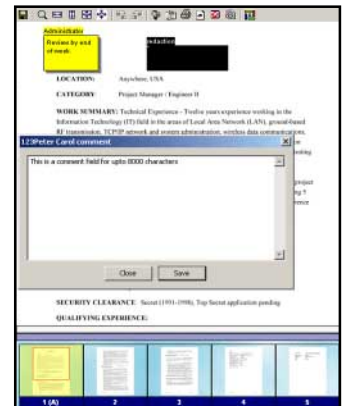 Administrator
Review by end
of week.
redaction
LOCATION: Anywhere, USA
CATEGORY: Project Manager / Engineer II
WORK SUMMARY: Technical Experience - Twelve years experience working in the
Information Technology (IT) field in the areas of Local Area Network (LAN), ground-based
RF transmission, TCP/IP network and system administration, wireless data communications,
123Peter Carol comment
This is a comment field for upto 8000 characters
project
Close
Save
SECURITY CLEARANCE Secret (1991-1998), Top Secret application pending
QUALIFYING EXPERIENCE:
1 (A)
2
3
4
5